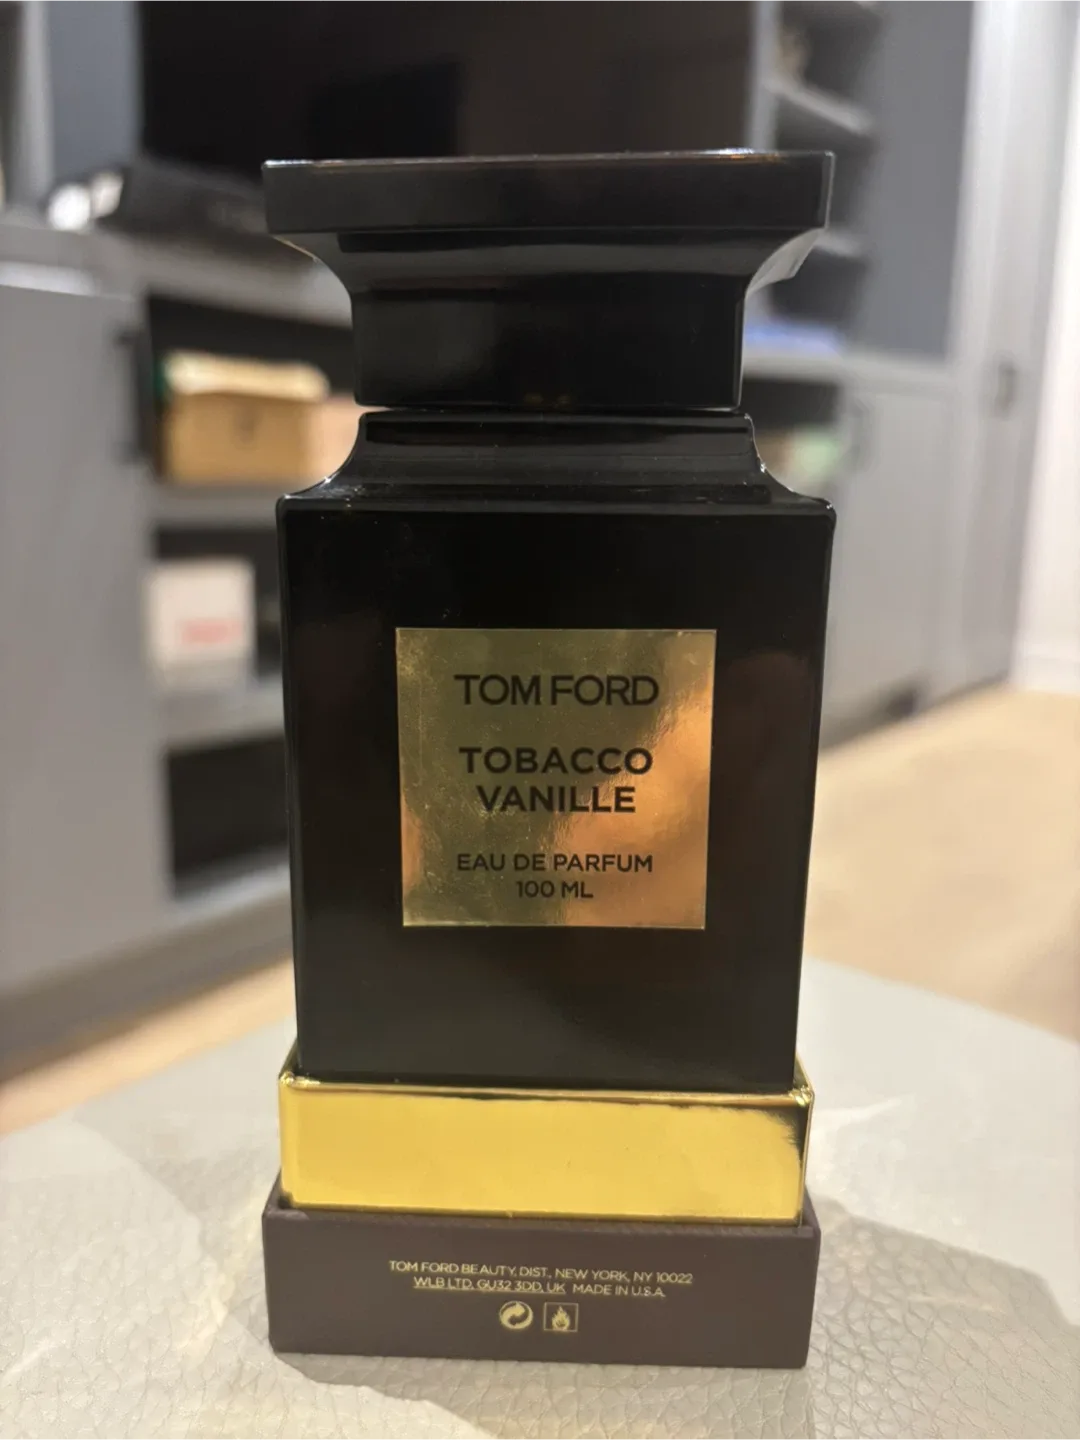 TOM FORD
TOBACCO
VANILLE
EAU DE PARFUM
100 ML
TOM FORD BEAUTY, DIST., NEW YORK, NY 10022
WLB LTD, GU32 3DD, UK MADE IN U.S.A.